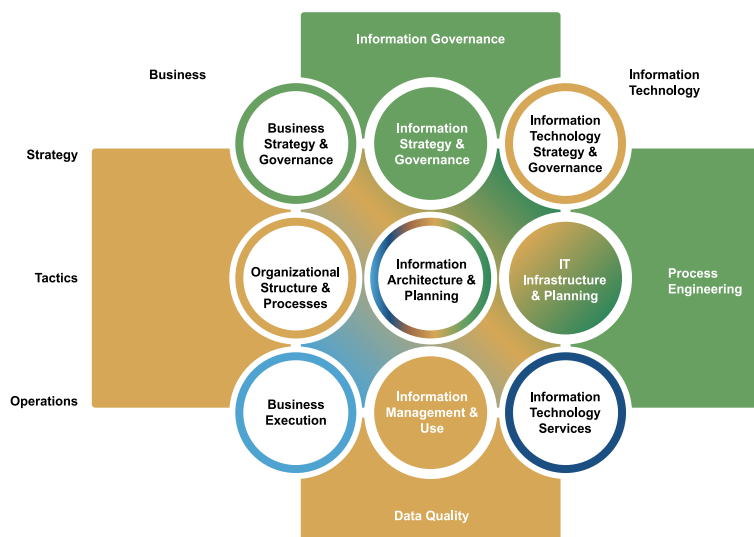 Information Governance
Business
Information
Technology
Business
Strategy &
Governance
Information
Strategy &
Governance
Information
Technology
Strategy &
Governance
Strategy
Tactics
Organizational
Structure &
Processes
Information
Architecture &
Planning
IT
Infrastructure
& Planning
Process
Engineering
Operations
Business
Execution
Information
Management &
Use
Information
Technology
Services
Data Quality